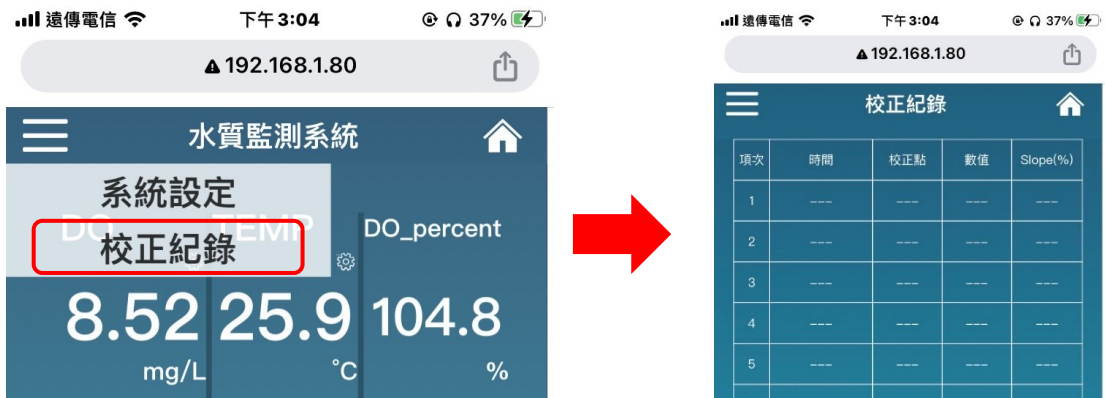 遠傳電信 下午 3:04 37%
192.168.1.80
水質監測系統
系統設定
校正紀錄
DO TEMP DO_percent
8.52 25.9 104.8
mg/L °C %
遠傳電信 下午 3:04 37%
192.168.1.80
校正紀錄
項次 時間 校正點 數值 Slope(%)
1 --- --- --- ---
2 --- --- --- ---
3 --- --- --- ---
4 --- --- --- ---
5 --- --- --- ---